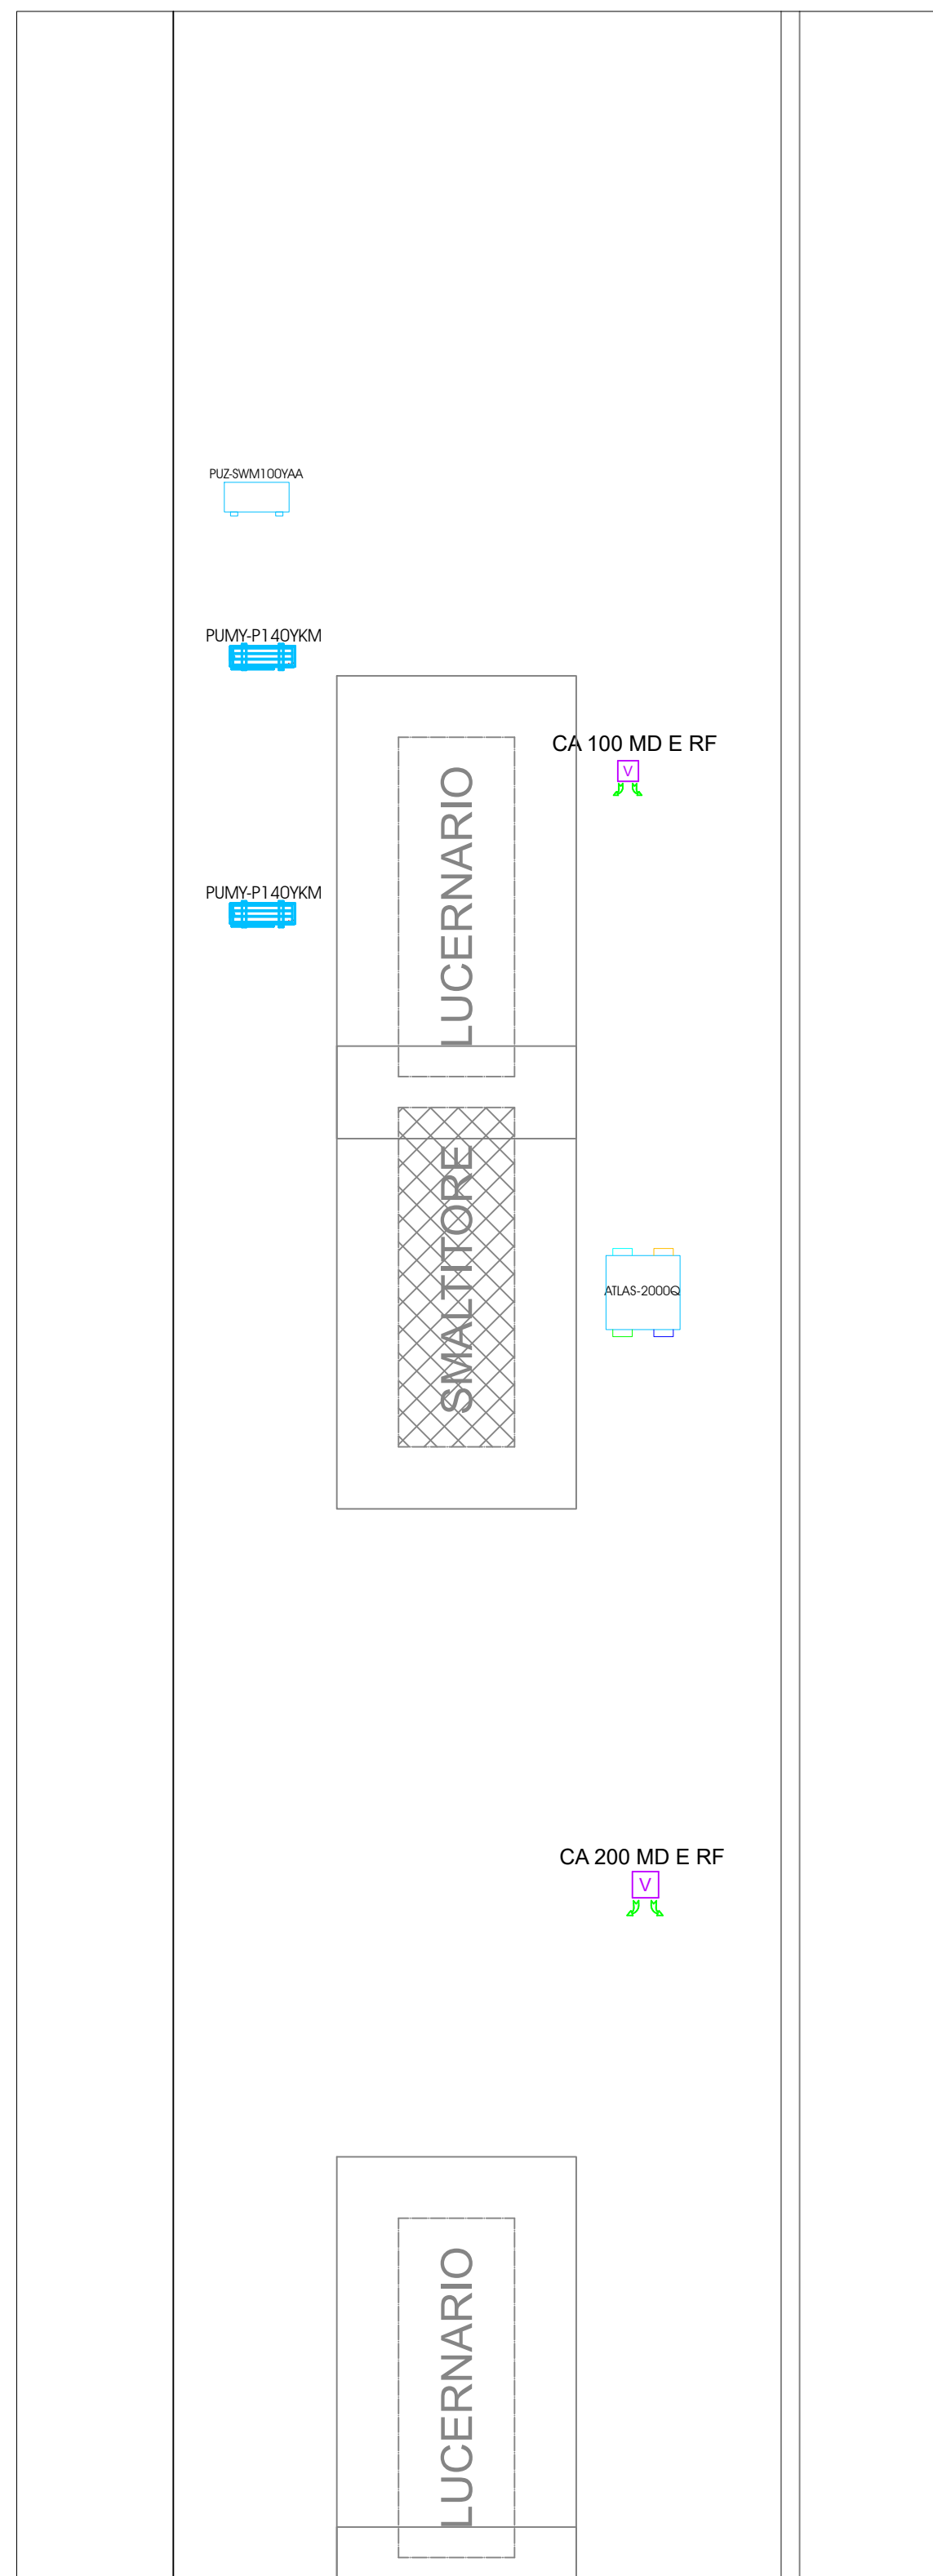 PUZ-SWM100YAA
PUMY-P140YKM
CA 100 MD E RF
V
LUCERNARIO
PUMY-P140YKM
SMALTITORE
ATLAS-2000Q
CA 200 MD E RF
V
LUCERNARIO